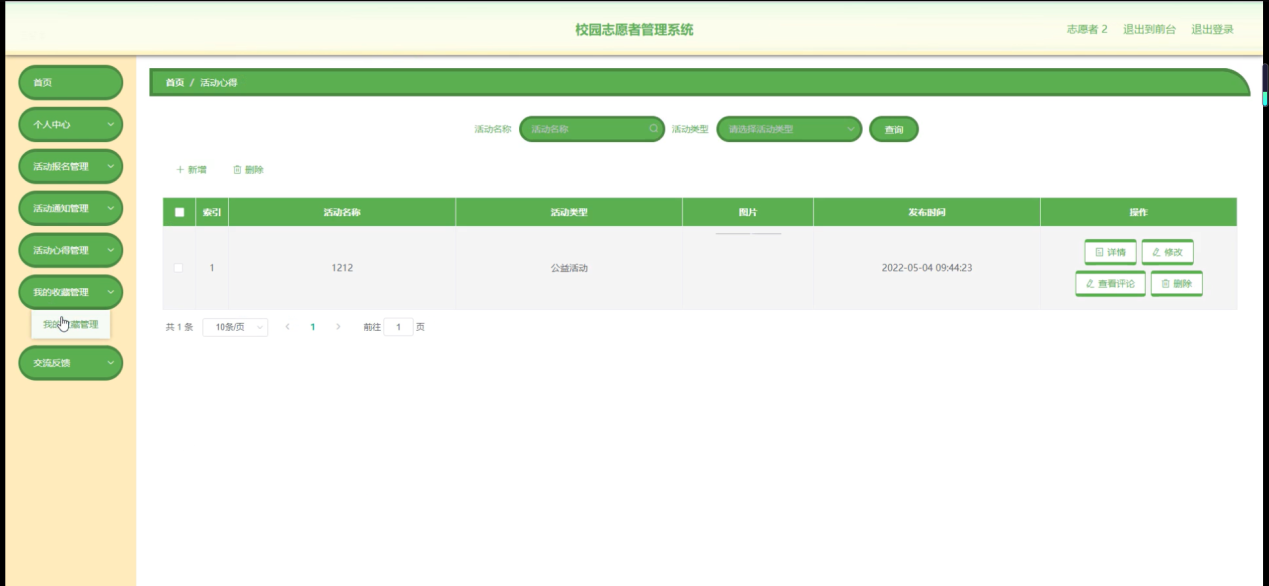 校园志愿者管理系统
志愿者 2 退出到前台 退出登录
首页
个人中心
活动报名管理
活动通知管理
活动心得管理
我的收藏管理
我的收藏管理
交流反馈
首页 / 活动心得
活动名称 活动名称 活动类型 请选择活动类型 查询
新增 删除
索引 活动名称 活动类型 图片 发布时间 操作
1 1212 公益活动 2022-05-04 09:44:23
详情 修改
查看评论 删除
共 1 条 10条/页 1 前往 1 页